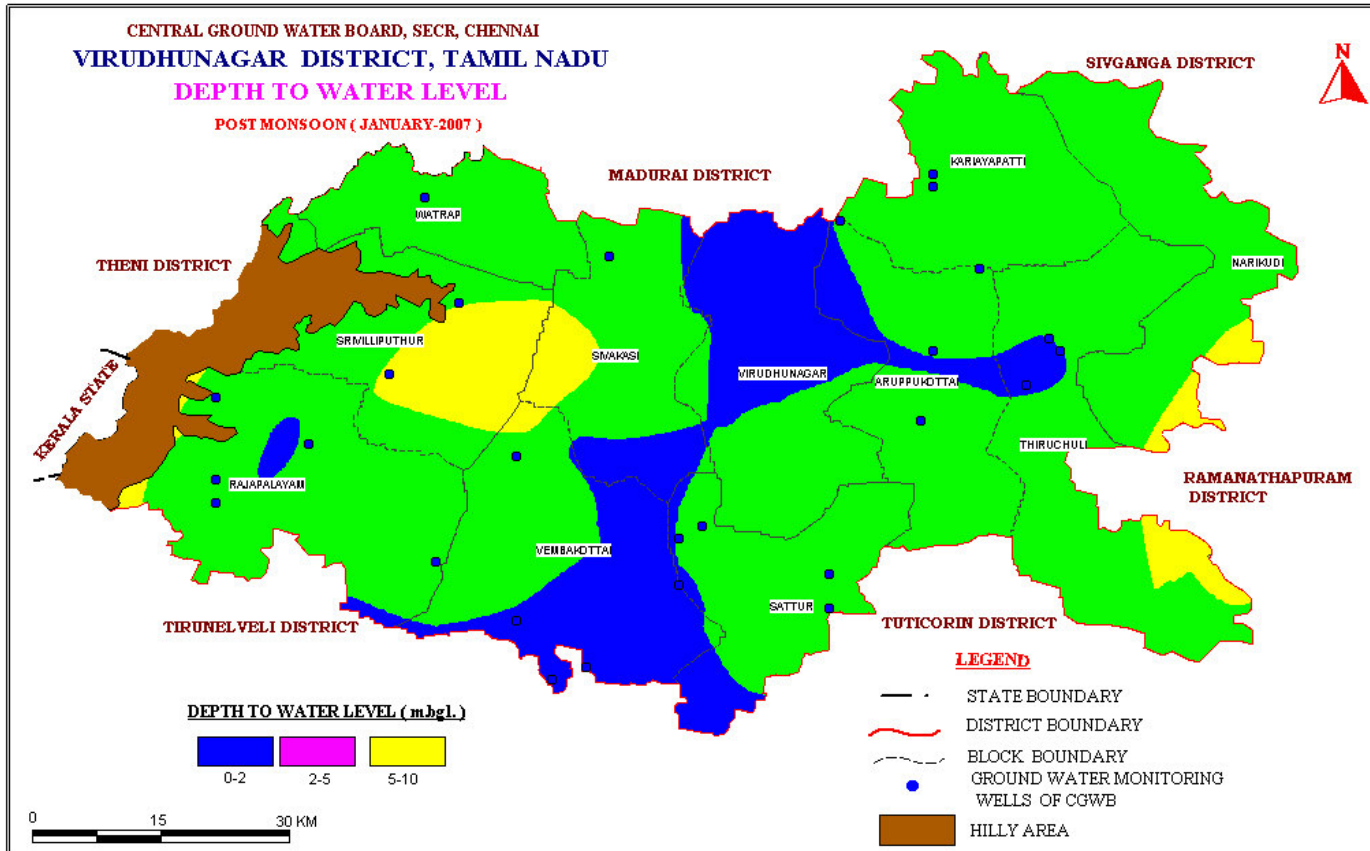 CENTRAL GROUND WATER BOARD, SECR, CHENNAI
VIRUDHUNAGAR DISTRICT, TAMIL NADU
DEPTH TO WATER LEVEL
POST MONSOON ( JANUARY-2007 )
SIVGANGA DISTRICT
N
MADURAI DISTRICT
KARIAYAPATTI
WATRAP
THENI DISTRICT
NARIKUDI
SRIVILLIPUTHUR
SIVAKASI
VIRUDHUNAGAR
ARUPPUKOTTAI
KERALA STATE
THIRUCHULI
RAJAPALAYAM
RAMANATHAPURAM
DISTRICT
VEMBAKOTTAI
SATTUR
TIRUNELVELI DISTRICT
TUTICORIN DISTRICT
LEGEND
STATE BOUNDARY
DISTRICT BOUNDARY
BLOCK BOUNDARY
GROUND WATER MONITORING
WELLS OF CGWB
HILLY AREA
DEPTH TO WATER LEVEL ( m.bgl. )
0-2 2-5 5-10
0 15 30 KM